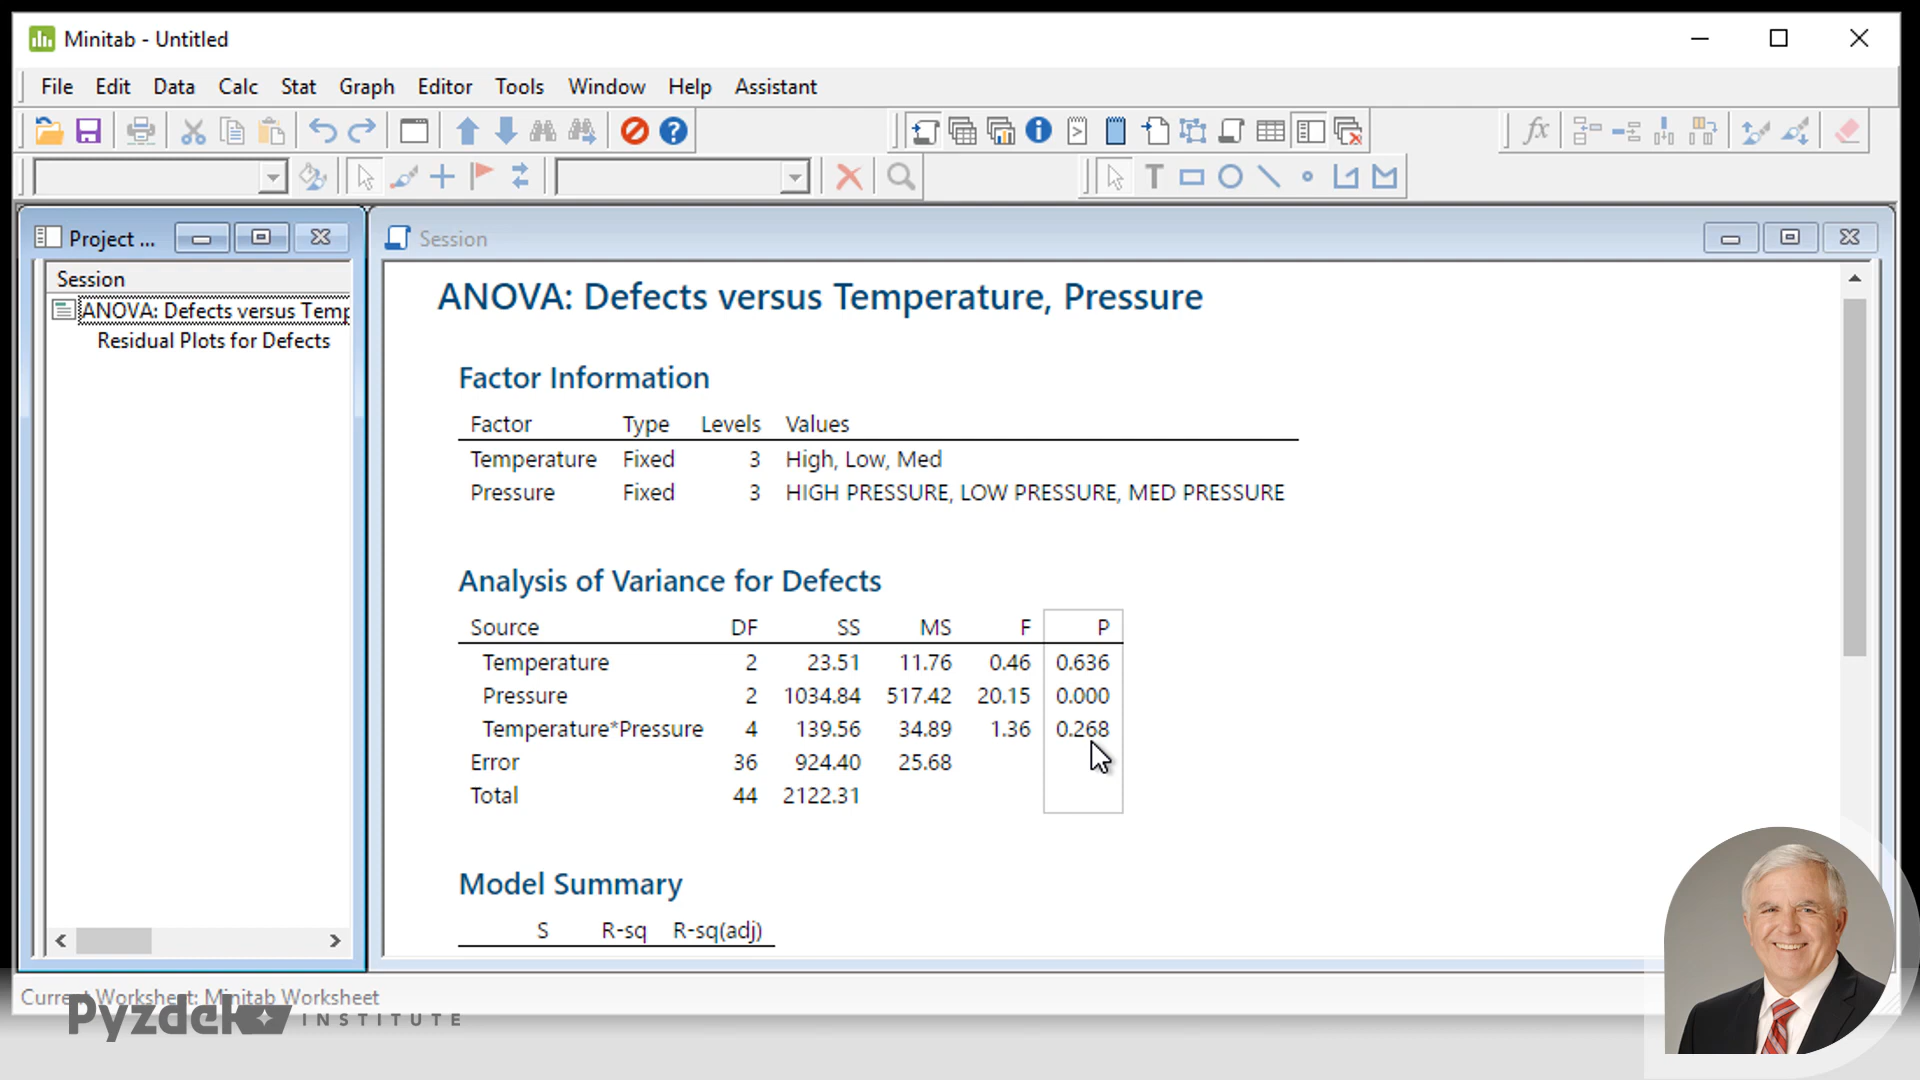 Minitab - Untitled
File Edit Data Calc Stat Graph Editor Tools Window Help Assistant
Project ...
Session
ANOVA: Defects versus Temp
Residual Plots for Defects
Session
ANOVA: Defects versus Temperature, Pressure
Factor Information
Factor Type Levels Values
Temperature Fixed 3 High, Low, Med
Pressure Fixed 3 HIGH PRESSURE, LOW PRESSURE, MED PRESSURE
Analysis of Variance for Defects
Source DF SS MS F P
Temperature 2 23.51 11.76 0.46 0.636
Pressure 2 1034.84 517.42 20.15 0.000
Temperature*Pressure 4 139.56 34.89 1.36 0.268
Error 36 924.40 25.68
Total 44 2122.31
Model Summary
S R-sq R-sq(adj)
Current Worksheet: Minitab Worksheet
Pyzdek INSTITUTE